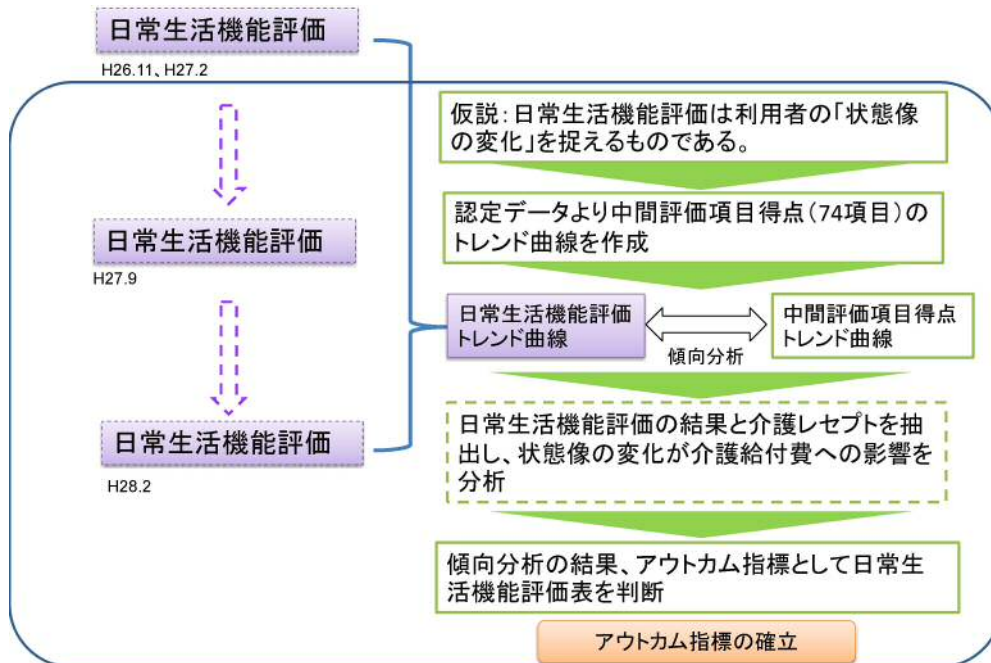 日常生活機能評価
H26.11、H27.2
日常生活機能評価
H27.9
日常生活機能評価
H28.2
仮説：日常生活機能評価は利用者の「状態像
の変化」を捉えるものである。
認定データより中間評価項目得点（74項目）の
トレンド曲線を作成
日常生活機能評価
トレンド曲線
傾向分析
中間評価項目得点
トレンド曲線
日常生活機能評価の結果と介護レセプトを抽
出し、状態像の変化が介護給付費への影響を
分析
傾向分析の結果、アウトカム指標として日常生
活機能評価表を判断
アウトカム指標の確立